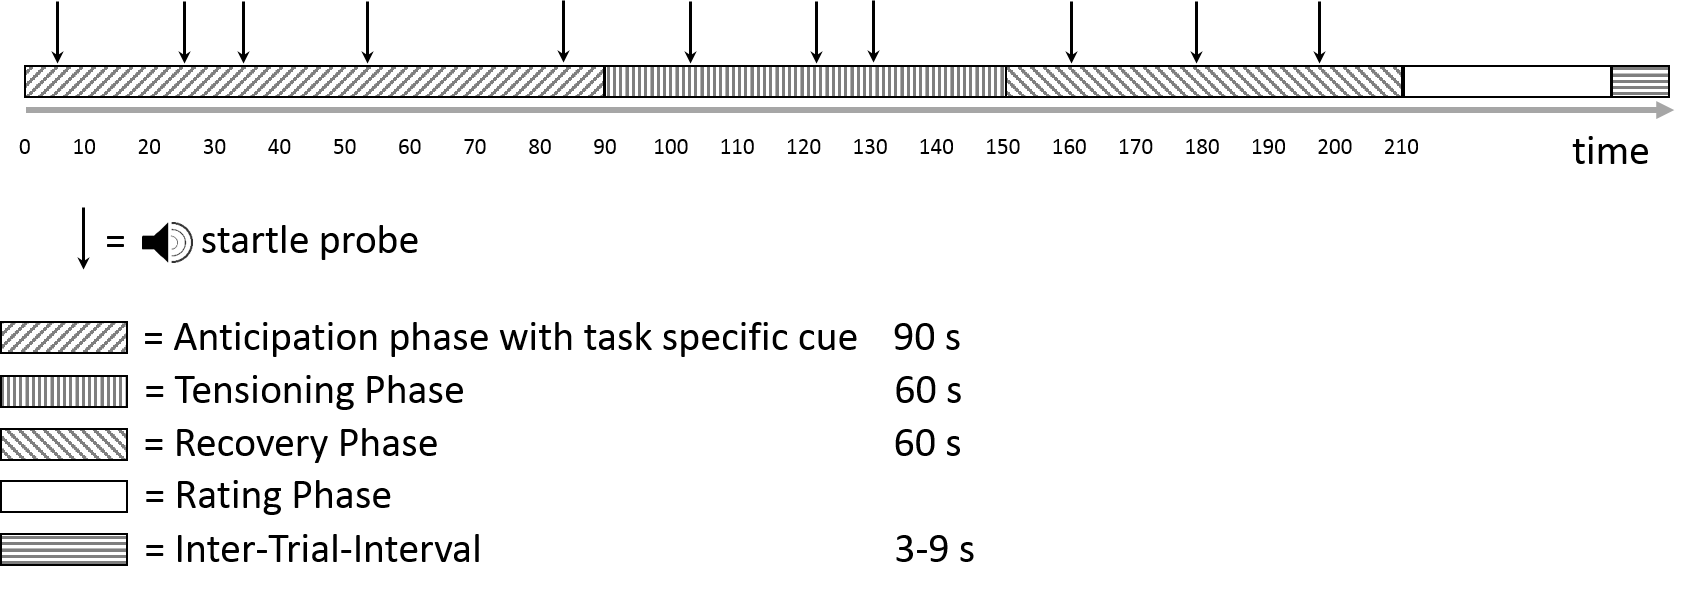 0 10 20 30 40 50 60 70 80 90 100 110 120 130 140 150 160 170 180 190 200 210 time
= startle probe
= Anticipation phase with task specific cue 90 s
= Tensioning Phase 60 s
= Recovery Phase 60 s
= Rating Phase
= Inter-Trial-Interval 3-9 s